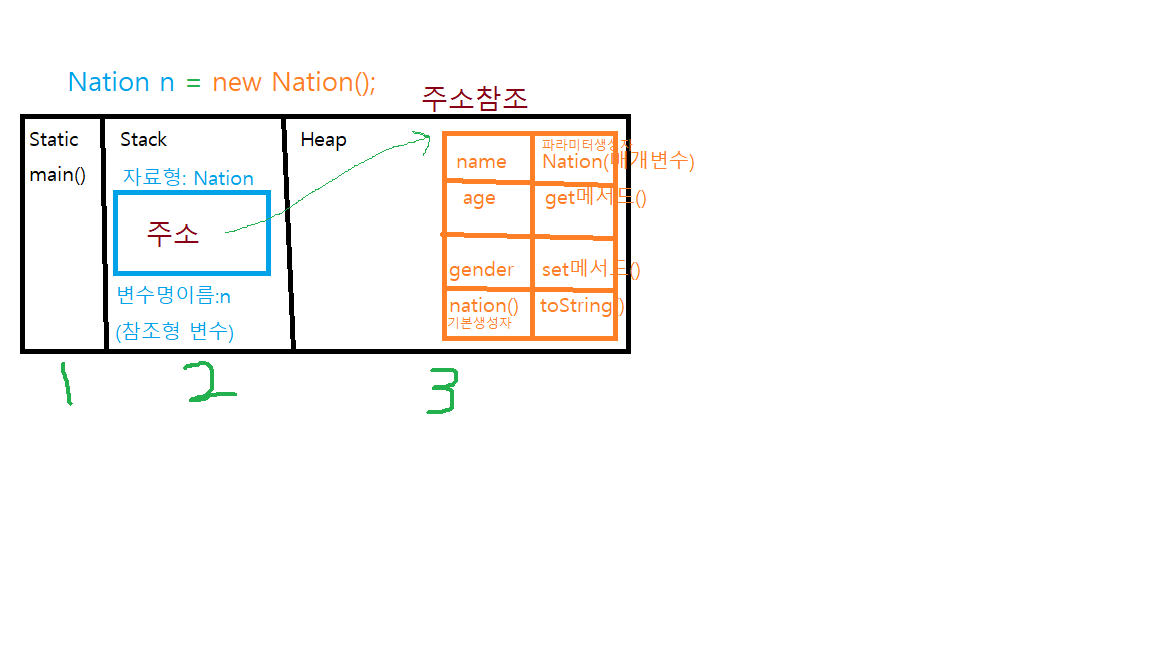 Nation n = new Nation();
주소참조
Static
main()
Stack
자료형: Nation
주소
변수명이름:n
(참조형 변수)
Heap
name
파라미터생성자
Nation(매개변수)
age
get메서드()
gender
set메서드()
nation()
기본생성자
toString()
1
2
3